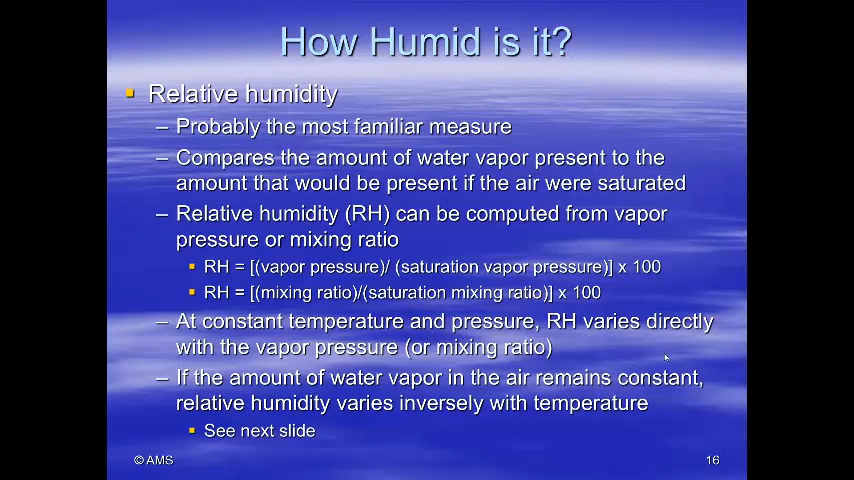 How Humid is it?
Relative humidity
– Probably the most familiar measure
– Compares the amount of water vapor present to the
amount that would be present if the air were saturated
– Relative humidity (RH) can be computed from vapor
pressure or mixing ratio
RH = [(vapor pressure)/ (saturation vapor pressure)] x 100
RH = [(mixing ratio)/(saturation mixing ratio)] x 100
– At constant temperature and pressure, RH varies directly
with the vapor pressure (or mixing ratio)
– If the amount of water vapor in the air remains constant,
relative humidity varies inversely with temperature
See next slide
© AMS
16